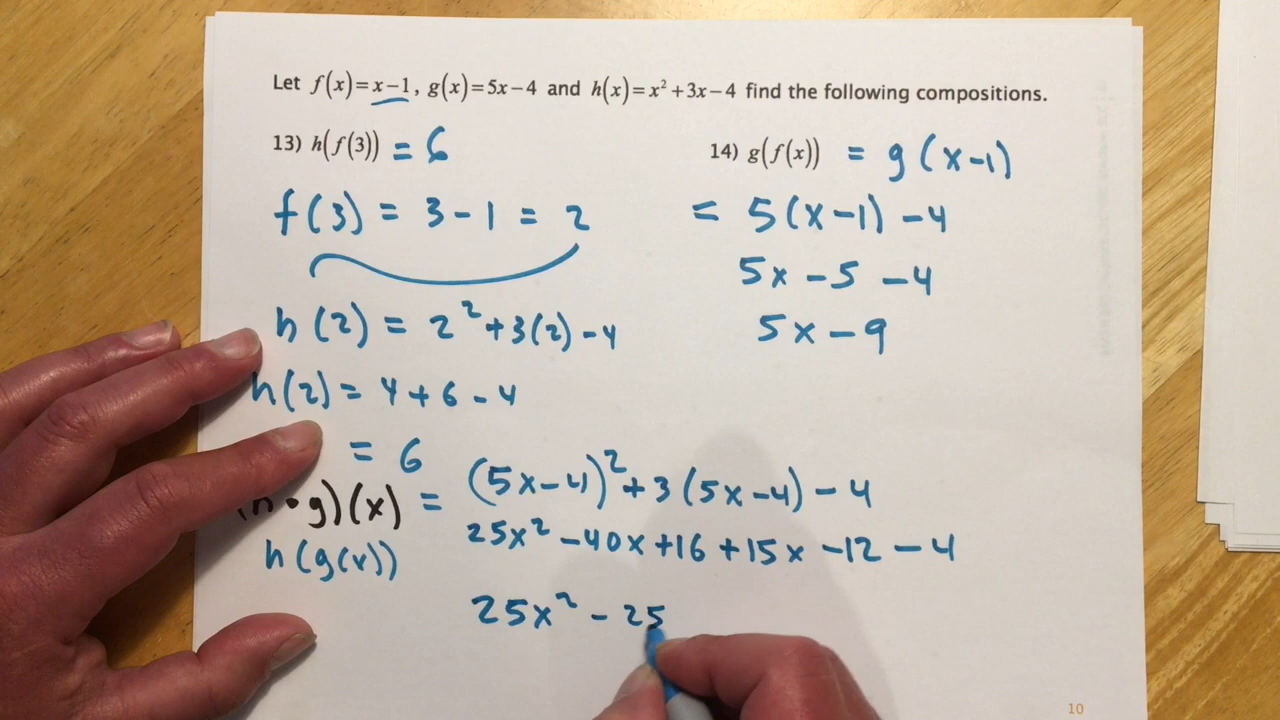 Let f(x)=x−1, g(x)=5x−4 and h(x)=x²+3x−4 find the following compositions.
13) h(f(3)) = 6
f(3) = 3 − 1 = 2
h(2) = 2² + 3(2) − 4
h(2) = 4 + 6 − 4
= 6
14) g(f(x)) = g(x−1)
= 5(x−1) − 4
5x − 5 − 4
5x − 9
(h∘g)(x) = (5x−4)² + 3(5x−4) − 4
h(g(x))
25x² − 40x + 16 + 15x − 12 − 4
25x² − 25
10